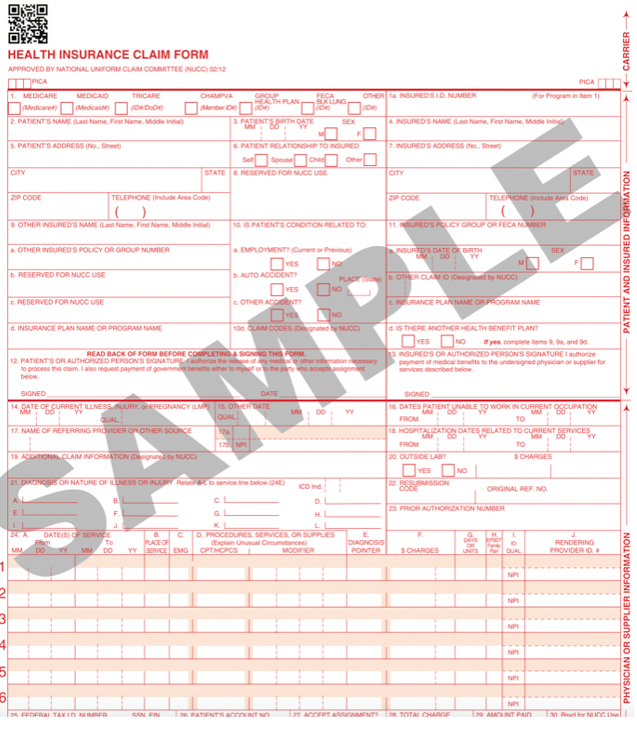 HEALTH INSURANCE CLAIM FORM
APPROVED BY NATIONAL UNIFORM CLAIM COMMITTEE (NUCC) 02/12
PICA PICA
CARRIER
1. MEDICARE MEDICAID TRICARE CHAMPVA GROUP HEALTH PLAN FECA BLK LUNG OTHER 1a. INSURED'S I.D. NUMBER (For Program in Item 1)
(Medicare#) (Medicaid#) (ID#/DoD#) (Member ID#) (ID#) (ID#) (ID#)
2. PATIENT'S NAME (Last Name, First Name, Middle Initial) 3. PATIENT'S BIRTH DATE SEX 4. INSURED'S NAME (Last Name, First Name, Middle Initial)
MM DD YY M F
5. PATIENT'S ADDRESS (No., Street) 6. PATIENT RELATIONSHIP TO INSURED 7. INSURED'S ADDRESS (No., Street)
Self Spouse Child Other
CITY STATE 8. RESERVED FOR NUCC USE CITY STATE
ZIP CODE TELEPHONE (Include Area Code) ZIP CODE TELEPHONE (Include Area Code)
( ) ( )
9. OTHER INSURED'S NAME (Last Name, First Name, Middle Initial) 10. IS PATIENT'S CONDITION RELATED TO: 11. INSURED'S POLICY GROUP OR FECA NUMBER
a. OTHER INSURED'S POLICY OR GROUP NUMBER a. EMPLOYMENT? (Current or Previous) a. INSURED'S DATE OF BIRTH SEX
YES NO MM DD YY M F
b. RESERVED FOR NUCC USE b. AUTO ACCIDENT? PLACE (State) b. OTHER CLAIM ID (Designated by NUCC)
YES NO
c. RESERVED FOR NUCC USE c. OTHER ACCIDENT? c. INSURANCE PLAN NAME OR PROGRAM NAME
YES NO
d. INSURANCE PLAN NAME OR PROGRAM NAME 10d. CLAIM CODES (Designated by NUCC) d. IS THERE ANOTHER HEALTH BENEFIT PLAN?
YES NO If yes, complete items 9, 9a, and 9d.
PATIENT AND INSURED INFORMATION
READ BACK OF FORM BEFORE COMPLETING & SIGNING THIS FORM.
12. PATIENT'S OR AUTHORIZED PERSON'S SIGNATURE I authorize the release of any medical or other information necessary
to process this claim. I also request payment of government benefits either to myself or to the party who accepts assignment
below.
SIGNED DATE
13. INSURED'S OR AUTHORIZED PERSON'S SIGNATURE I authorize
payment of medical benefits to the undersigned physician or supplier for
services described below.
SIGNED
14. DATE OF CURRENT ILLNESS, INJURY, or PREGNANCY (LMP) 15. OTHER DATE 16. DATES PATIENT UNABLE TO WORK IN CURRENT OCCUPATION
MM DD YY QUAL. QUAL. MM DD YY FROM MM DD YY TO MM DD YY
17. NAME OF REFERRING PROVIDER OR OTHER SOURCE 17a. 18. HOSPITALIZATION DATES RELATED TO CURRENT SERVICES
17b. NPI FROM MM DD YY TO MM DD YY
19. ADDITIONAL CLAIM INFORMATION (Designated by NUCC) 20. OUTSIDE LAB? $ CHARGES
YES NO
21. DIAGNOSIS OR NATURE OF ILLNESS OR INJURY Relate A-L to service line below (24E) ICD Ind. 22. RESUBMISSION CODE ORIGINAL REF. NO.
A. B. C. D.
E. F. G. H.
I. J. K. L.
23. PRIOR AUTHORIZATION NUMBER
24. A. DATE(S) OF SERVICE B. C. D. PROCEDURES, SERVICES, OR SUPPLIES E. F. G. H. I. J.
From To PLACE OF SERVICE EMG (Explain Unusual Circumstances) DIAGNOSIS POINTER $ CHARGES DAYS OR UNITS EPSDT Family Plan ID. QUAL. RENDERING PROVIDER ID. #
MM DD YY MM DD YY CPT/HCPCS MODIFIER
1 NPI
2 NPI
3 NPI
4 NPI
5 NPI
6 NPI
PHYSICIAN OR SUPPLIER INFORMATION
25. FEDERAL TAX I.D. NUMBER SSN EIN 26. PATIENT'S ACCOUNT NO. 27. ACCEPT ASSIGNMENT? 28. TOTAL CHARGE 29. AMOUNT PAID 30. Rsvd for NUCC Use
SAMPLE